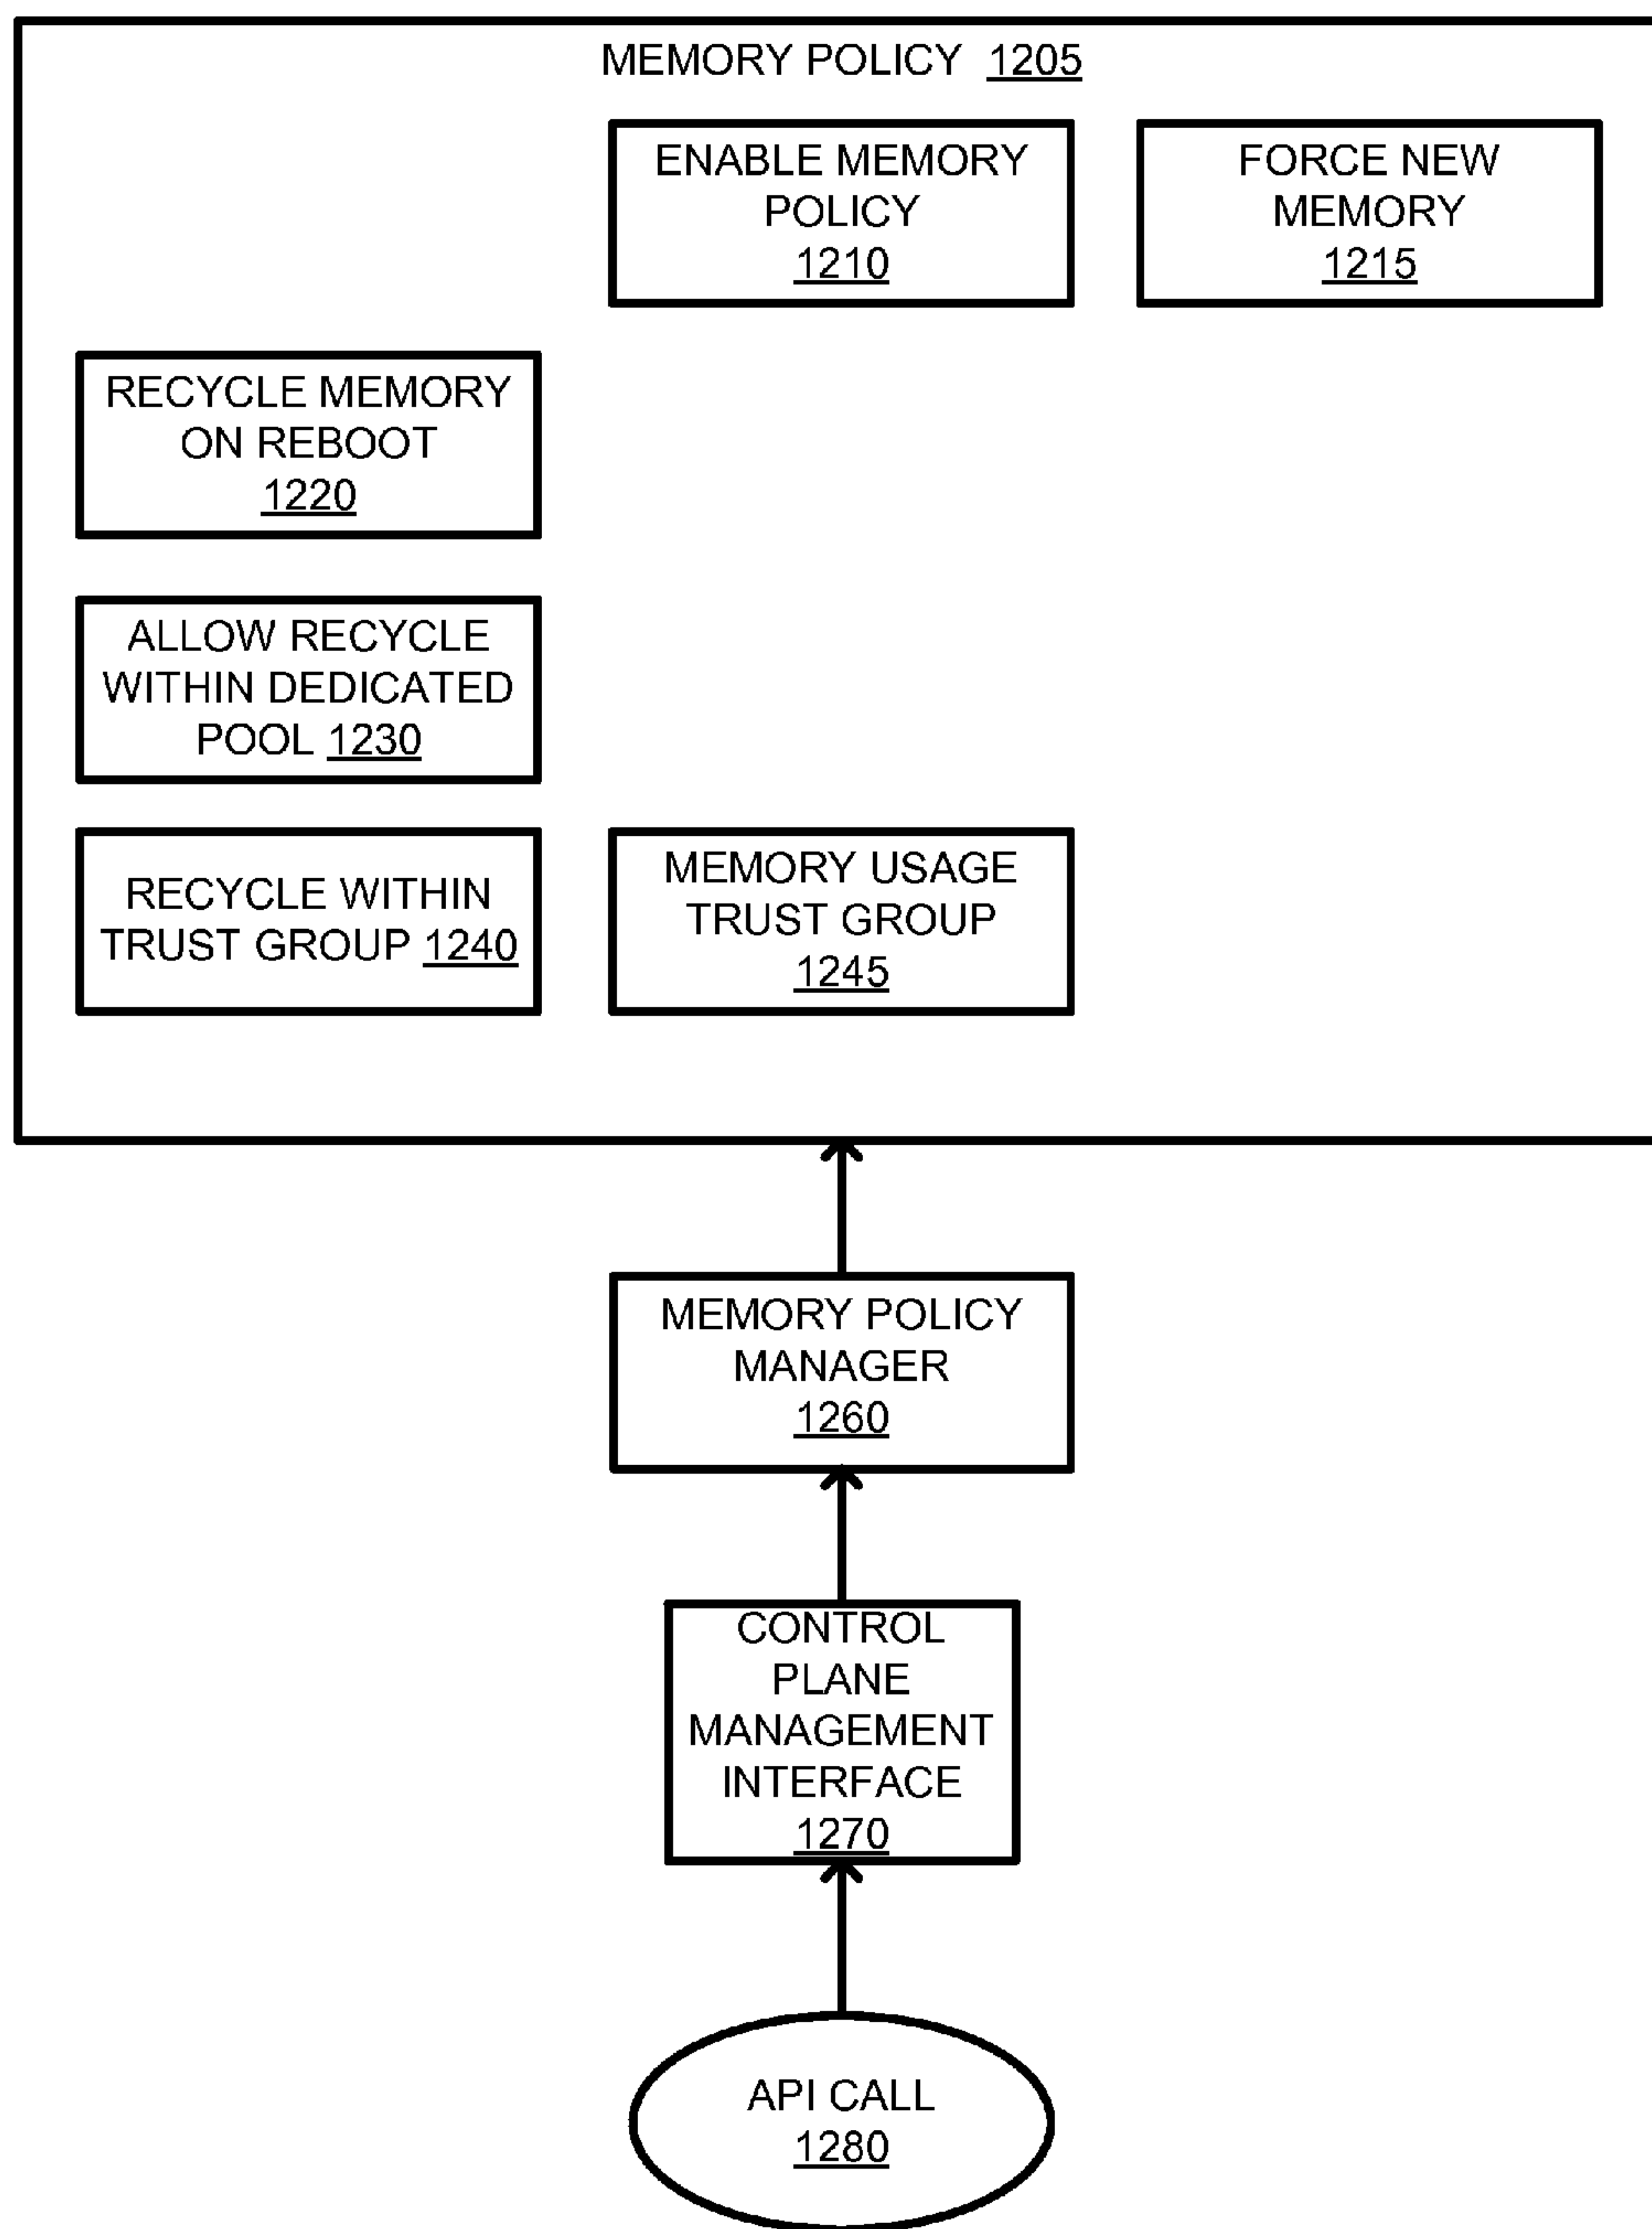 MEMORY POLICY 1205
ENABLE MEMORY
POLICY
1210
FORCE NEW
MEMORY
1215
RECYCLE MEMORY
ON REBOOT
1220
ALLOW RECYCLE
WITHIN DEDICATED
POOL 1230
RECYCLE WITHIN
TRUST GROUP 1240
MEMORY USAGE
TRUST GROUP
1245
MEMORY POLICY
MANAGER
1260
CONTROL
PLANE
MANAGEMENT
INTERFACE
1270
API CALL
1280